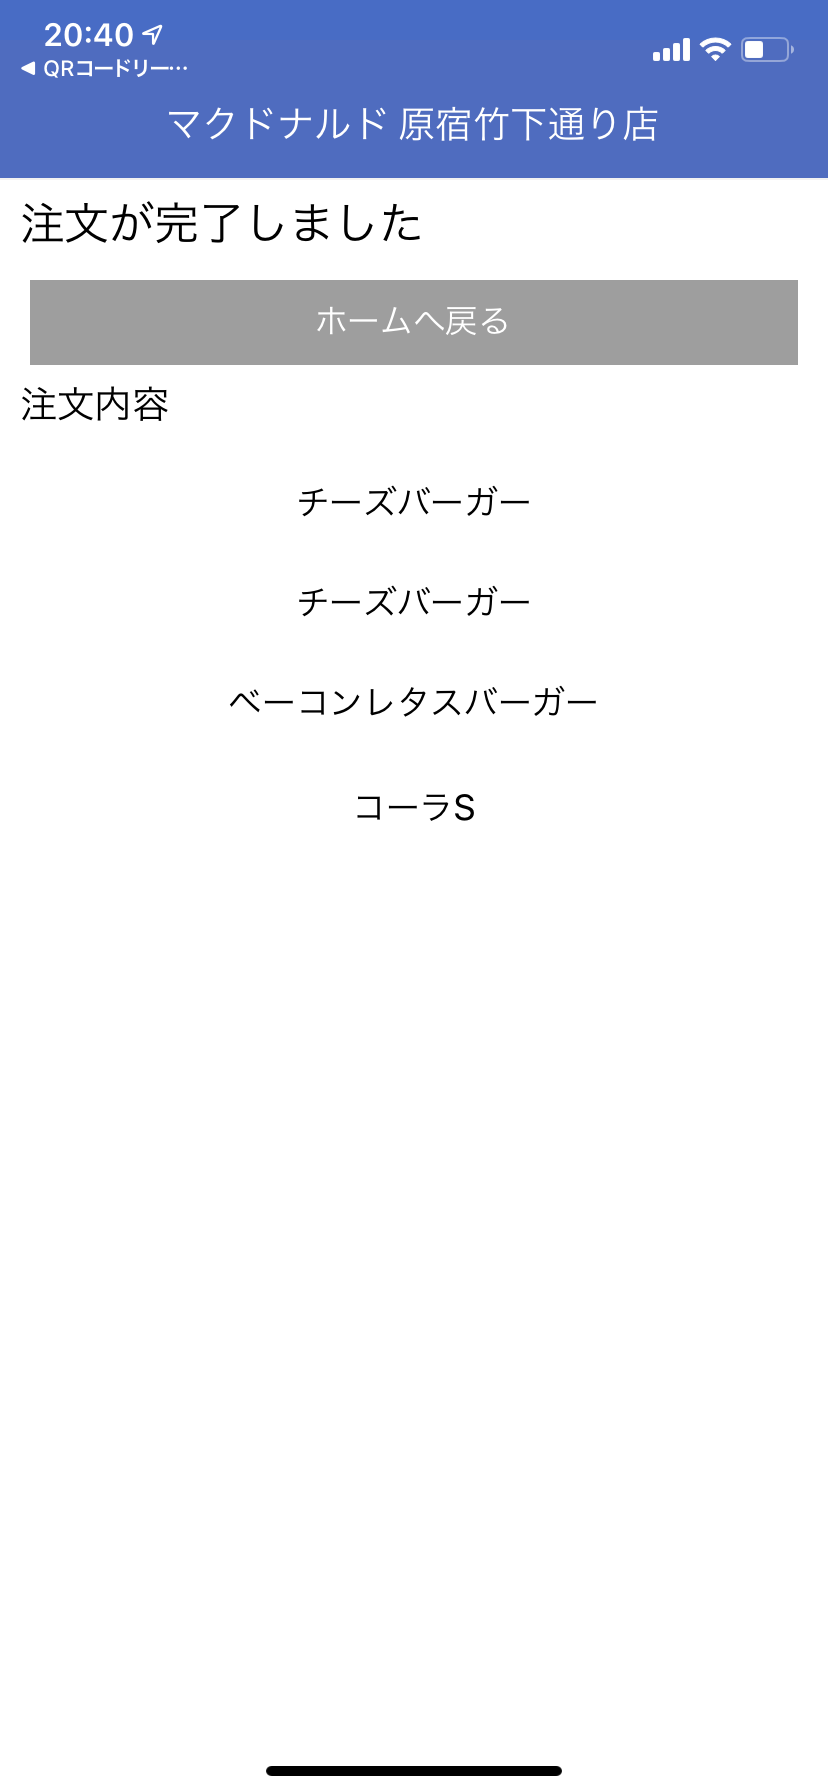 20:40
QRコードリー…
マクドナルド 原宿竹下通り店
注文が完了しました
ホームへ戻る
注文内容
チーズバーガー
チーズバーガー
ベーコンレタスバーガー
コーラS